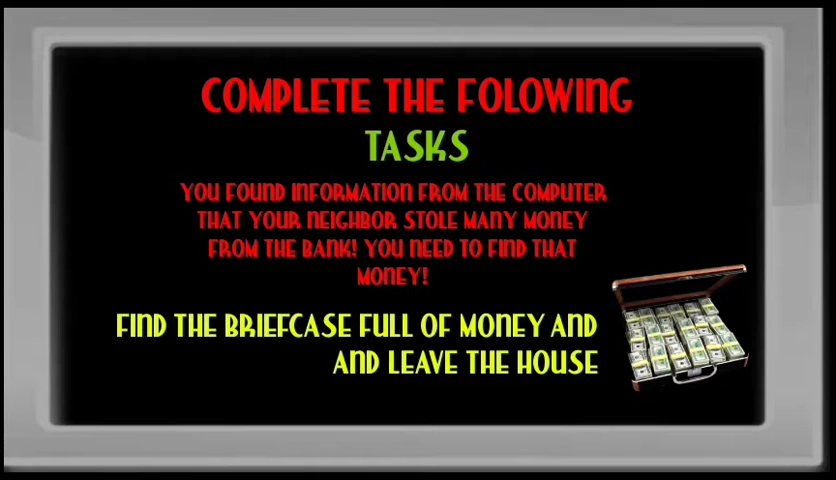 COMPLETE THE FOLOWING
TASKS
YOU FOUND INFORMATION FROM THE COMPUTER
THAT YOUR NEIGHBOR STOLE MANY MONEY
FROM THE BANK! YOU NEED TO FIND THAT
MONEY!
FIND THE BRIEFCASE FULL OF MONEY AND
AND LEAVE THE HOUSE